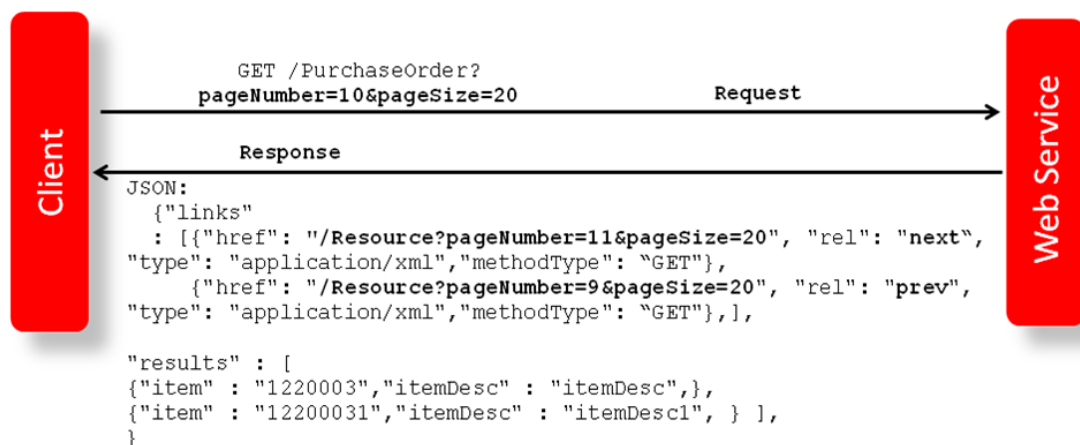 Client
GET /PurchaseOrder?
pageNumber=10&pageSize=20
Request
Response
JSON:
{"links"
: [{"href": "/Resource?pageNumber=11&pageSize=20", "rel": "next‟,
"type": "application/xml","methodType": ‟GET"},
{"href": "/Resource?pageNumber=9&pageSize=20", "rel": "prev",
"type": "application/xml","methodType": ‟GET"},],
"results" : [
{"item" : "1220003","itemDesc" : "itemDesc",},
{"item" : "12200031","itemDesc" : "itemDesc1", } ],
}
Web Service